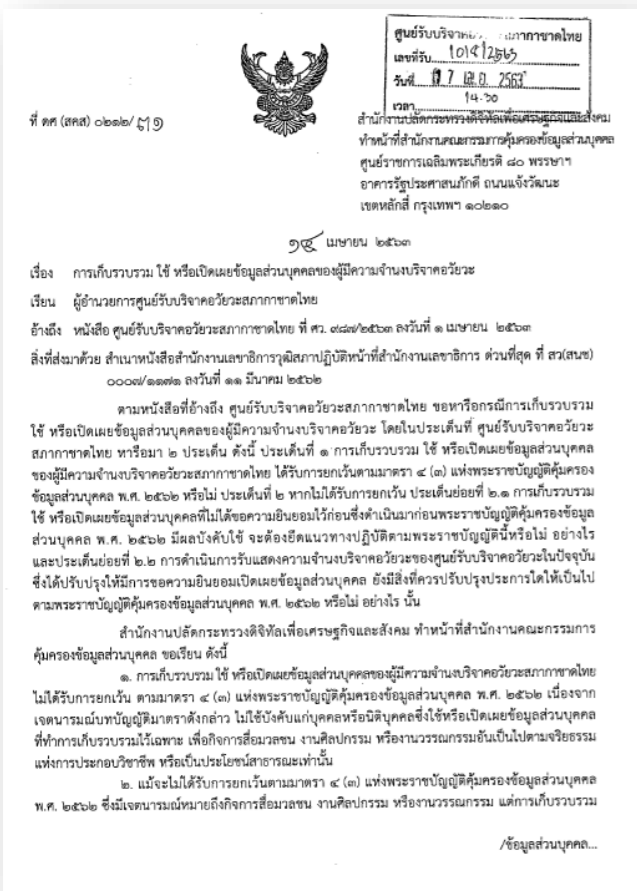 ศูนย์รับบริจาคอวัยวะสภากาชาดไทย
เลขที่รับ 1018/2563
วันที่ 17 เม.ย. 2563
เวลา 14.30
ที่ ดศ (สคส) ๐๒๑๒/๓๑
สำนักงานปลัดกระทรวงดิจิทัลเพื่อเศรษฐกิจและสังคม
ทำหน้าที่สำนักงานคณะกรรมการคุ้มครองข้อมูลส่วนบุคคล
ศูนย์ราชการเฉลิมพระเกียรติ ๘๐ พรรษาฯ
อาคารรัฐประศาสนภักดี ถนนแจ้งวัฒนะ
เขตหลักสี่ กรุงเทพฯ ๑๐๒๑๐
๑๕ เมษายน ๒๕๖๓
เรื่อง การเก็บรวบรวม ใช้ หรือเปิดเผยข้อมูลส่วนบุคคลของผู้มีความจำนงบริจาคอวัยวะ
เรียน ผู้อำนวยการศูนย์รับบริจาคอวัยวะสภากาชาดไทย
อ้างถึง หนังสือ ศูนย์รับบริจาคอวัยวะสภากาชาดไทย ที่ ศว. ๙๘๗/๒๕๖๓ ลงวันที่ ๑ เมษายน ๒๕๖๓
สิ่งที่ส่งมาด้วย สำเนาหนังสือสำนักงานเลขาธิการวุฒิสภาปฏิบัติหน้าที่สำนักงานเลขาธิการ ด่วนที่สุด ที่ สว(สนช)
๐๐๐๗/๑๑๗๑ ลงวันที่ ๑๑ มีนาคม ๒๕๖๒
ตามหนังสือที่อ้างถึง ศูนย์รับบริจาคอวัยวะสภากาชาดไทย ขอหารือกรณีการเก็บรวบรวม
ใช้ หรือเปิดเผยข้อมูลส่วนบุคคลของผู้มีความจำนงบริจาคอวัยวะ โดยในประเด็นที่ ศูนย์รับบริจาคอวัยวะ
สภากาชาดไทย หารือมา ๒ ประเด็น ดังนี้ ประเด็นที่ ๑ การเก็บรวบรวม ใช้ หรือเปิดเผยข้อมูลส่วนบุคคล
ของผู้มีความจำนงบริจาคอวัยวะสภากาชาดไทย ได้รับการยกเว้นตามมาตรา ๔ (๓) แห่งพระราชบัญญัติคุ้มครอง
ข้อมูลส่วนบุคคล พ.ศ. ๒๕๖๒ หรือไม่ ประเด็นที่ ๒ หากไม่ได้รับการยกเว้น ประเด็นย่อยที่ ๒.๑ การเก็บรวบรวม
ใช้ หรือเปิดเผยข้อมูลส่วนบุคคลที่ไม่ได้ขอความยินยอมไว้ก่อนซึ่งดำเนินมาก่อนพระราชบัญญัติคุ้มครองข้อมูล
ส่วนบุคคล พ.ศ. ๒๕๖๒ มีผลบังคับใช้ จะต้องยึดแนวทางปฏิบัติตามพระราชบัญญัตินี้หรือไม่ อย่างไร
และประเด็นย่อยที่ ๒.๒ การดำเนินการรับแสดงความจำนงบริจาคอวัยวะของศูนย์รับบริจาคอวัยวะในปัจจุบัน
ซึ่งได้ปรับปรุงให้มีการขอความยินยอมเปิดเผยข้อมูลส่วนบุคคล ยังมีสิ่งที่ควรปรับปรุงประการใดให้เป็นไป
ตามพระราชบัญญัติคุ้มครองข้อมูลส่วนบุคคล พ.ศ. ๒๕๖๒ หรือไม่ อย่างไร นั้น
สำนักงานปลัดกระทรวงดิจิทัลเพื่อเศรษฐกิจและสังคม ทำหน้าที่สำนักงานคณะกรรมการ
คุ้มครองข้อมูลส่วนบุคคล ขอเรียน ดังนี้
๑. การเก็บรวบรวม ใช้ หรือเปิดเผยข้อมูลส่วนบุคคลของผู้มีความจำนงบริจาคอวัยวะสภากาชาดไทย
ไม่ได้รับการยกเว้น ตามมาตรา ๔ (๓) แห่งพระราชบัญญัติคุ้มครองข้อมูลส่วนบุคคล พ.ศ. ๒๕๖๒ เนื่องจาก
เจตนารมณ์บทบัญญัติมาตราดังกล่าว ไม่ใช้บังคับแก่บุคคลหรือนิติบุคคลซึ่งใช้หรือเปิดเผยข้อมูลส่วนบุคคล
ที่ทำการเก็บรวบรวมไว้เฉพาะ เพื่อกิจการสื่อมวลชน งานศิลปกรรม หรืองานวรรณกรรมอันเป็นไปตามจริยธรรม
แห่งการประกอบวิชาชีพ หรือเป็นประโยชน์สาธารณะเท่านั้น
๒. แม้จะไม่ได้รับการยกเว้นตามมาตรา ๔ (๓) แห่งพระราชบัญญัติคุ้มครองข้อมูลส่วนบุคคล
พ.ศ. ๒๕๖๒ ซึ่งมีเจตนารมณ์หมายถึงกิจการสื่อมวลชน งานศิลปกรรม หรืองานวรรณกรรม แต่การเก็บรวบรวม
/ข้อมูลส่วนบุคคล...